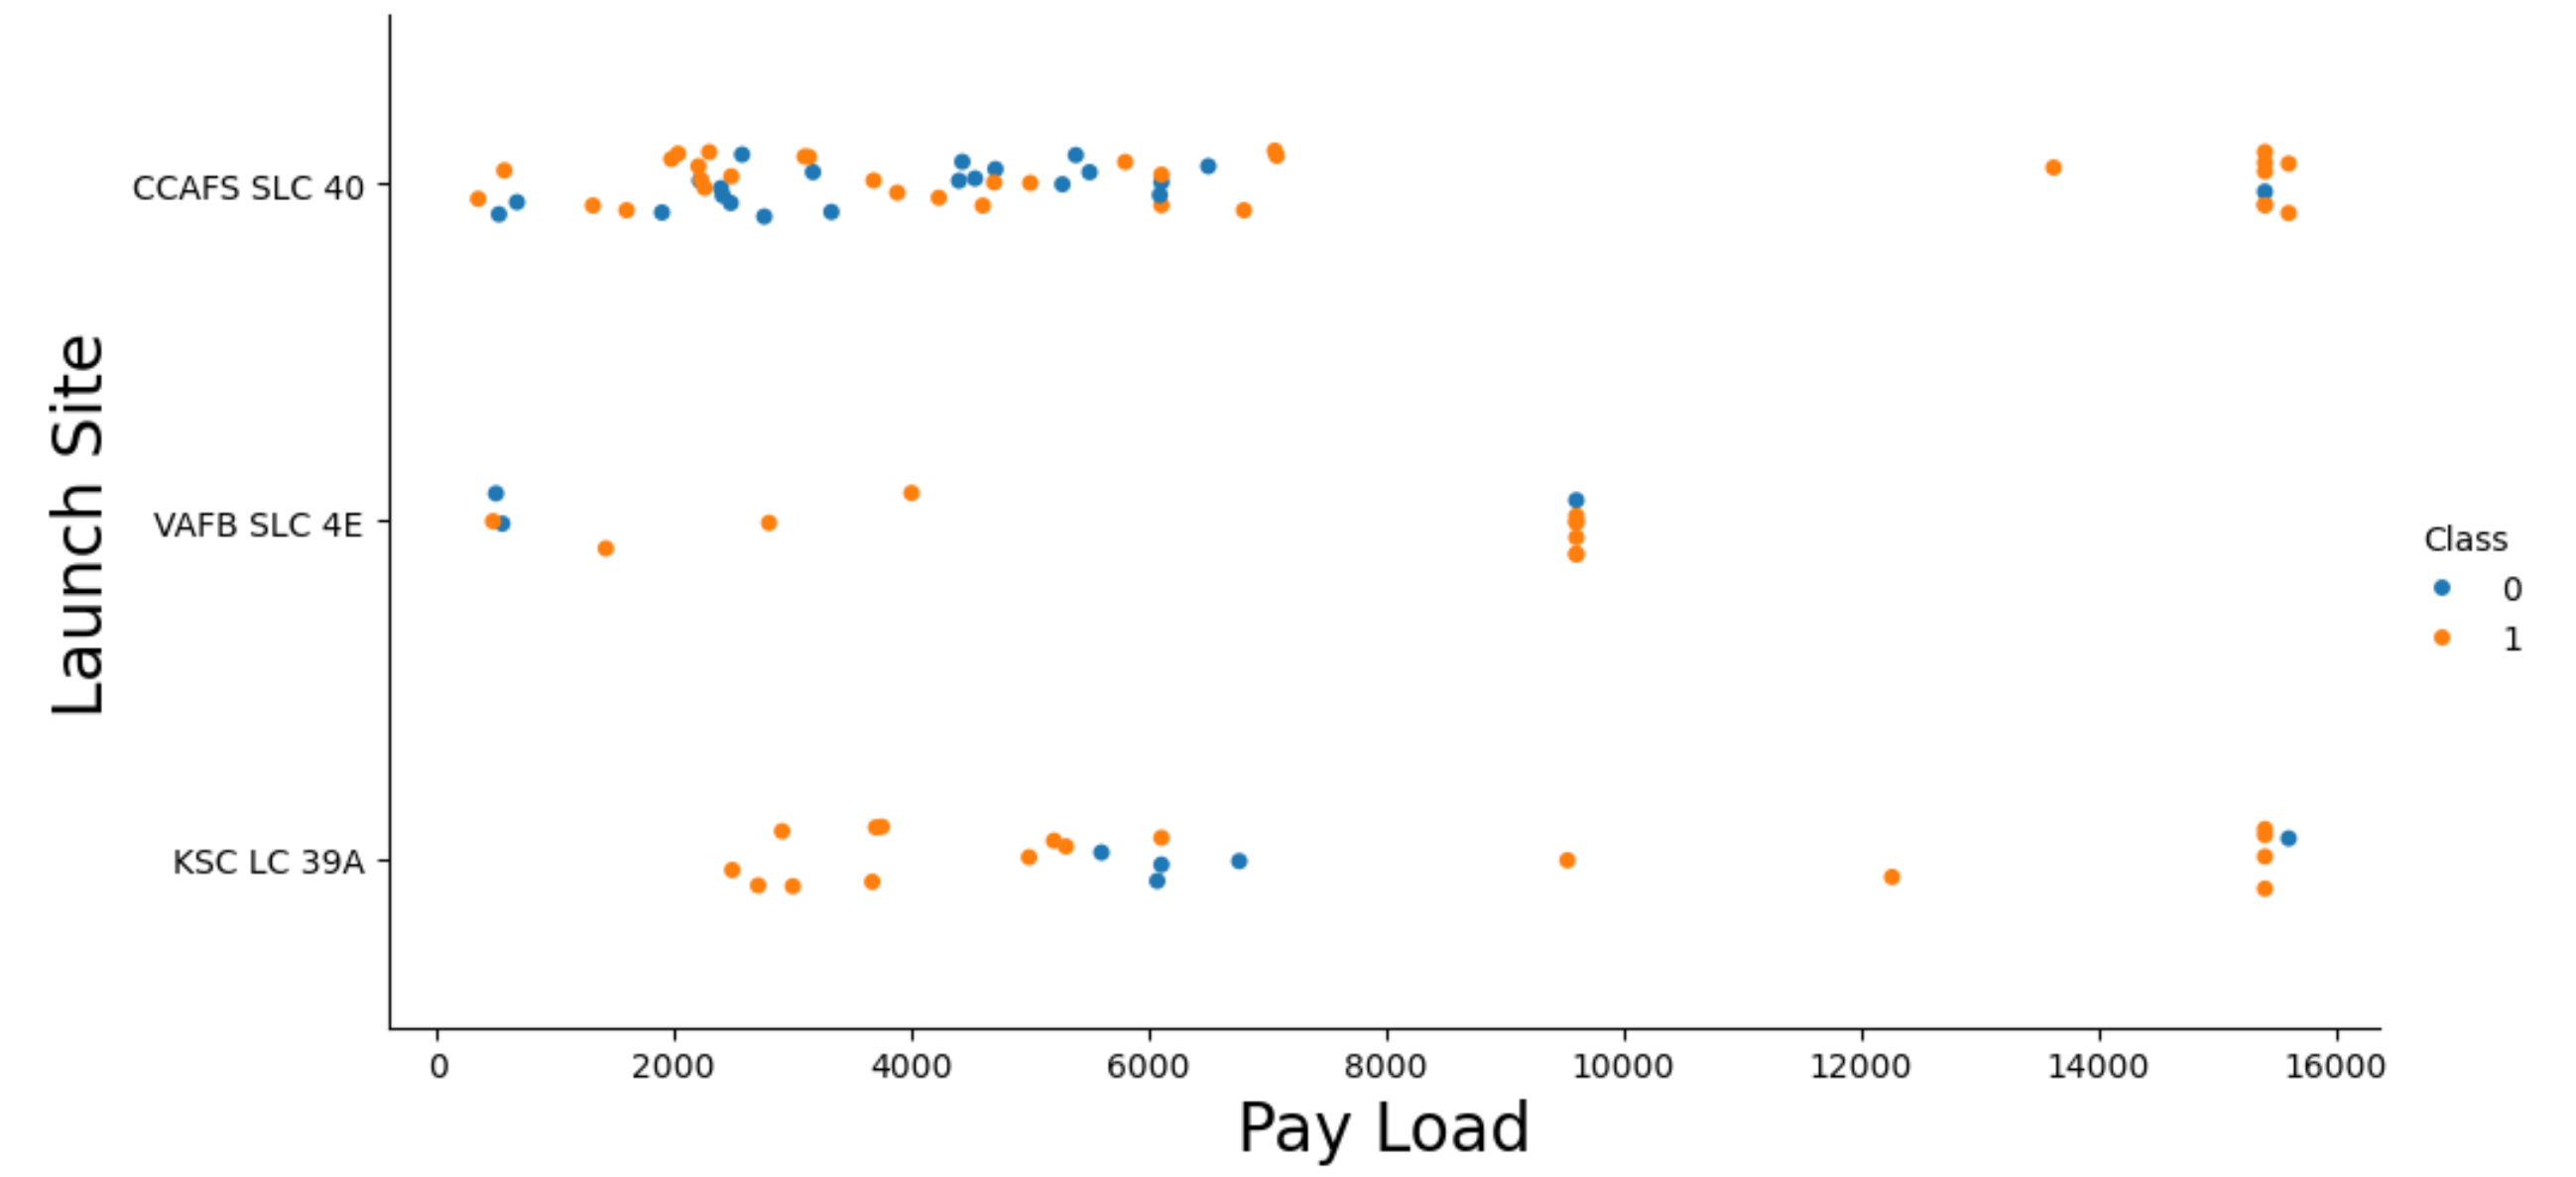 CCAFS SLC 40
VAFB SLC 4E
KSC LC 39A
Launch Site
0 2000 4000 6000 8000 10000 12000 14000 16000
Pay Load
Class
0
1